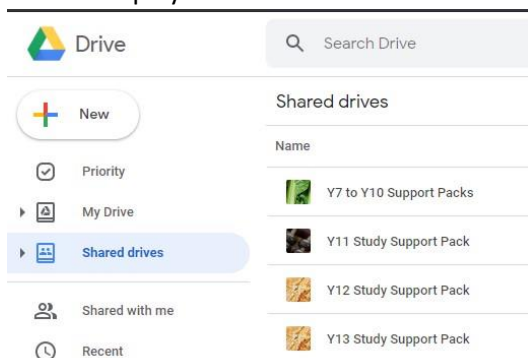 Drive
Search Drive
New
Priority
My Drive
Shared drives
Shared with me
Recent
Shared drives
Name
Y7 to Y10 Support Packs
Y11 Study Support Pack
Y12 Study Support Pack
Y13 Study Support Pack